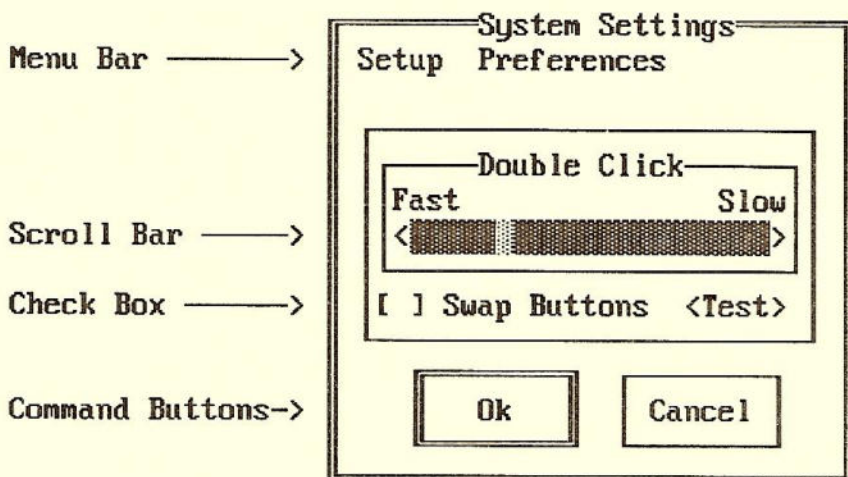 System Settings
Menu Bar ———> Setup Preferences
Double Click
Fast Slow
Scroll Bar ———> < >
Check Box ———> [ ] Swap Buttons <Test>
Command Buttons-> Ok Cancel